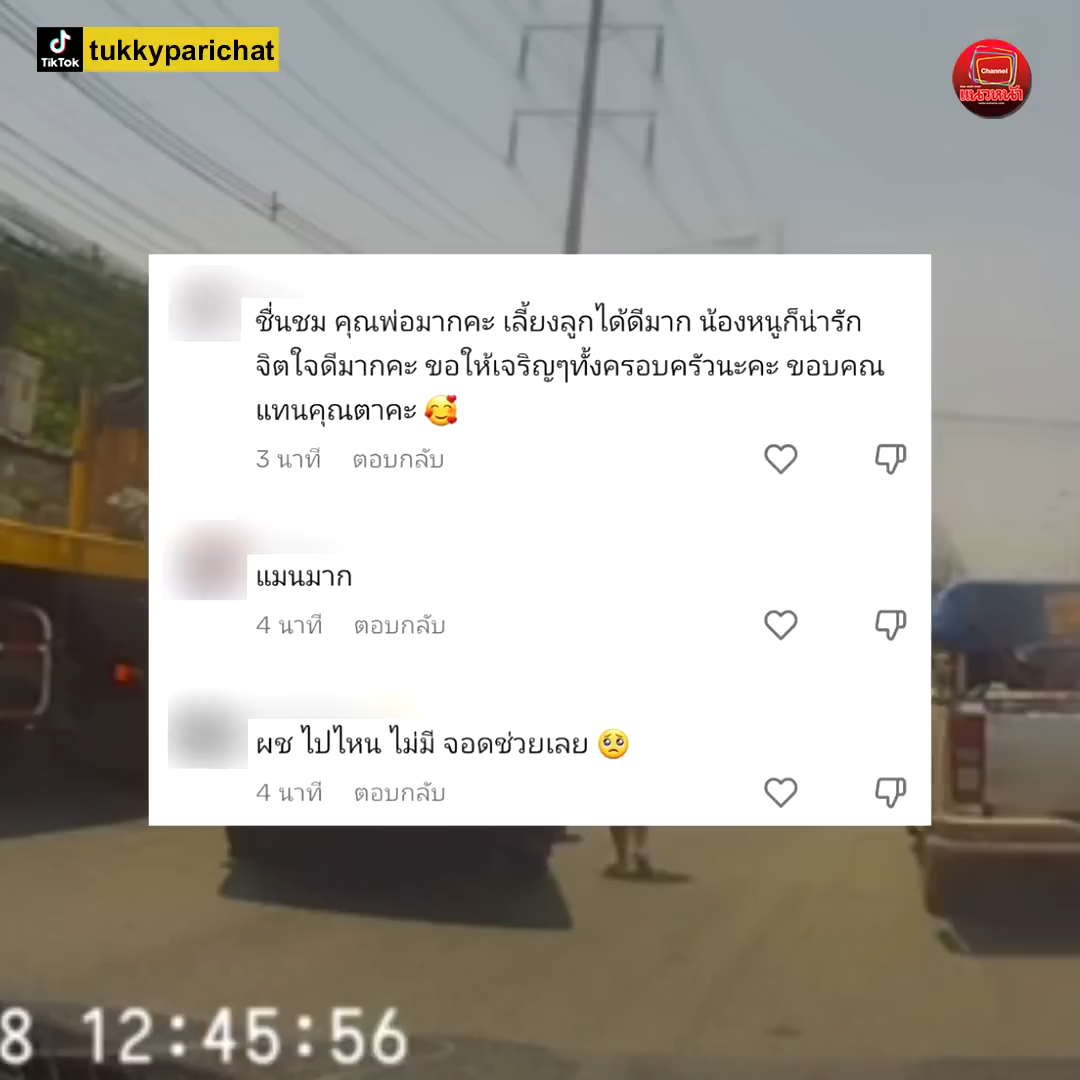 TikTok
tukkyparichat
Channel
แนวหน้า
ชื่นชม คุณพ่อมากคะ เลี้ยงลูกได้ดีมาก น้องหนูก็น่ารัก
จิตใจดีมากคะ ขอให้เจริญๆทั้งครอบครัวนะคะ ขอบคณ
แทนคุณตาคะ 🥰
3 นาที ตอบกลับ
แมนมาก
4 นาที ตอบกลับ
ผช ไปไหน ไม่มี จอดช่วยเลย 🥺
4 นาที ตอบกลับ
8 12:45:56